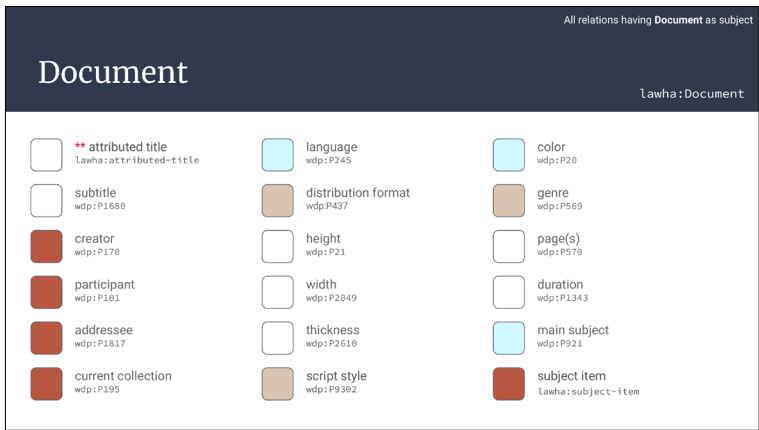 All relations having Document as subject
Document
lawha:Document
** attributed title
lawha:attributed-title
subtitle
wdp:P1680
creator
wdp:P170
participant
wdp:P101
addressee
wdp:P1817
current collection
wdp:P195
language
wdp:P245
distribution format
wdp:P437
height
wdp:P21
width
wdp:P2049
thickness
wdp:P2610
script style
wdp:P9302
color
wdp:P20
genre
wdp:P569
page(s)
wdp:P570
duration
wdp:P1343
main subject
wdp:P921
subject item
lawha:subject-item